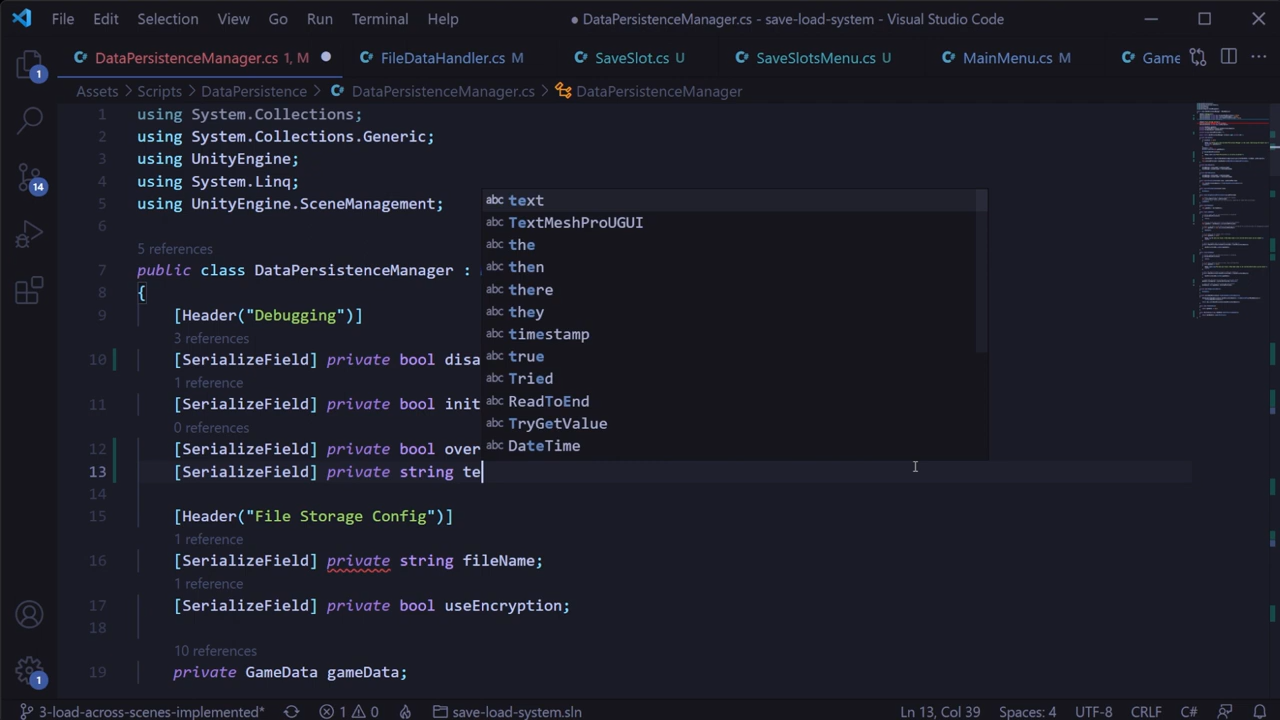 File Edit Selection View Go Run Terminal Help
● DataPersistenceManager.cs - save-load-system - Visual Studio Code
DataPersistenceManager.cs 1, M ●
FileDataHandler.cs M
SaveSlot.cs U
SaveSlotsMenu.cs U
MainMenu.cs M
Game
Assets > Scripts > DataPersistence > DataPersistenceManager.cs > DataPersistenceManager
1 using System.Collections;
2 using System.Collections.Generic;
3 using UnityEngine;
4 using System.Linq;
5 using UnityEngine.SceneManagement;
6
5 references
7 public class DataPersistenceManager :
8 {
9 [Header("Debugging")]
3 references
10 [SerializeField] private bool disa
1 reference
11 [SerializeField] private bool init
0 references
12 [SerializeField] private bool over
13 [SerializeField] private string te
14
15 [Header("File Storage Config")]
1 reference
16 [SerializeField] private string fileName;
1 reference
17 [SerializeField] private bool useEncryption;
18
10 references
19 private GameData gameData;
abc text
abc TextMeshProUGUI
abc the
abc then
abc there
abc they
abc timestamp
abc true
abc Tried
abc ReadToEnd
abc TryGetValue
abc DateTime
1
14
1
3-load-across-scenes-implemented* 1 0 save-load-system.sln Ln 13, Col 39 Spaces: 4 UTF-8 CRLF C#